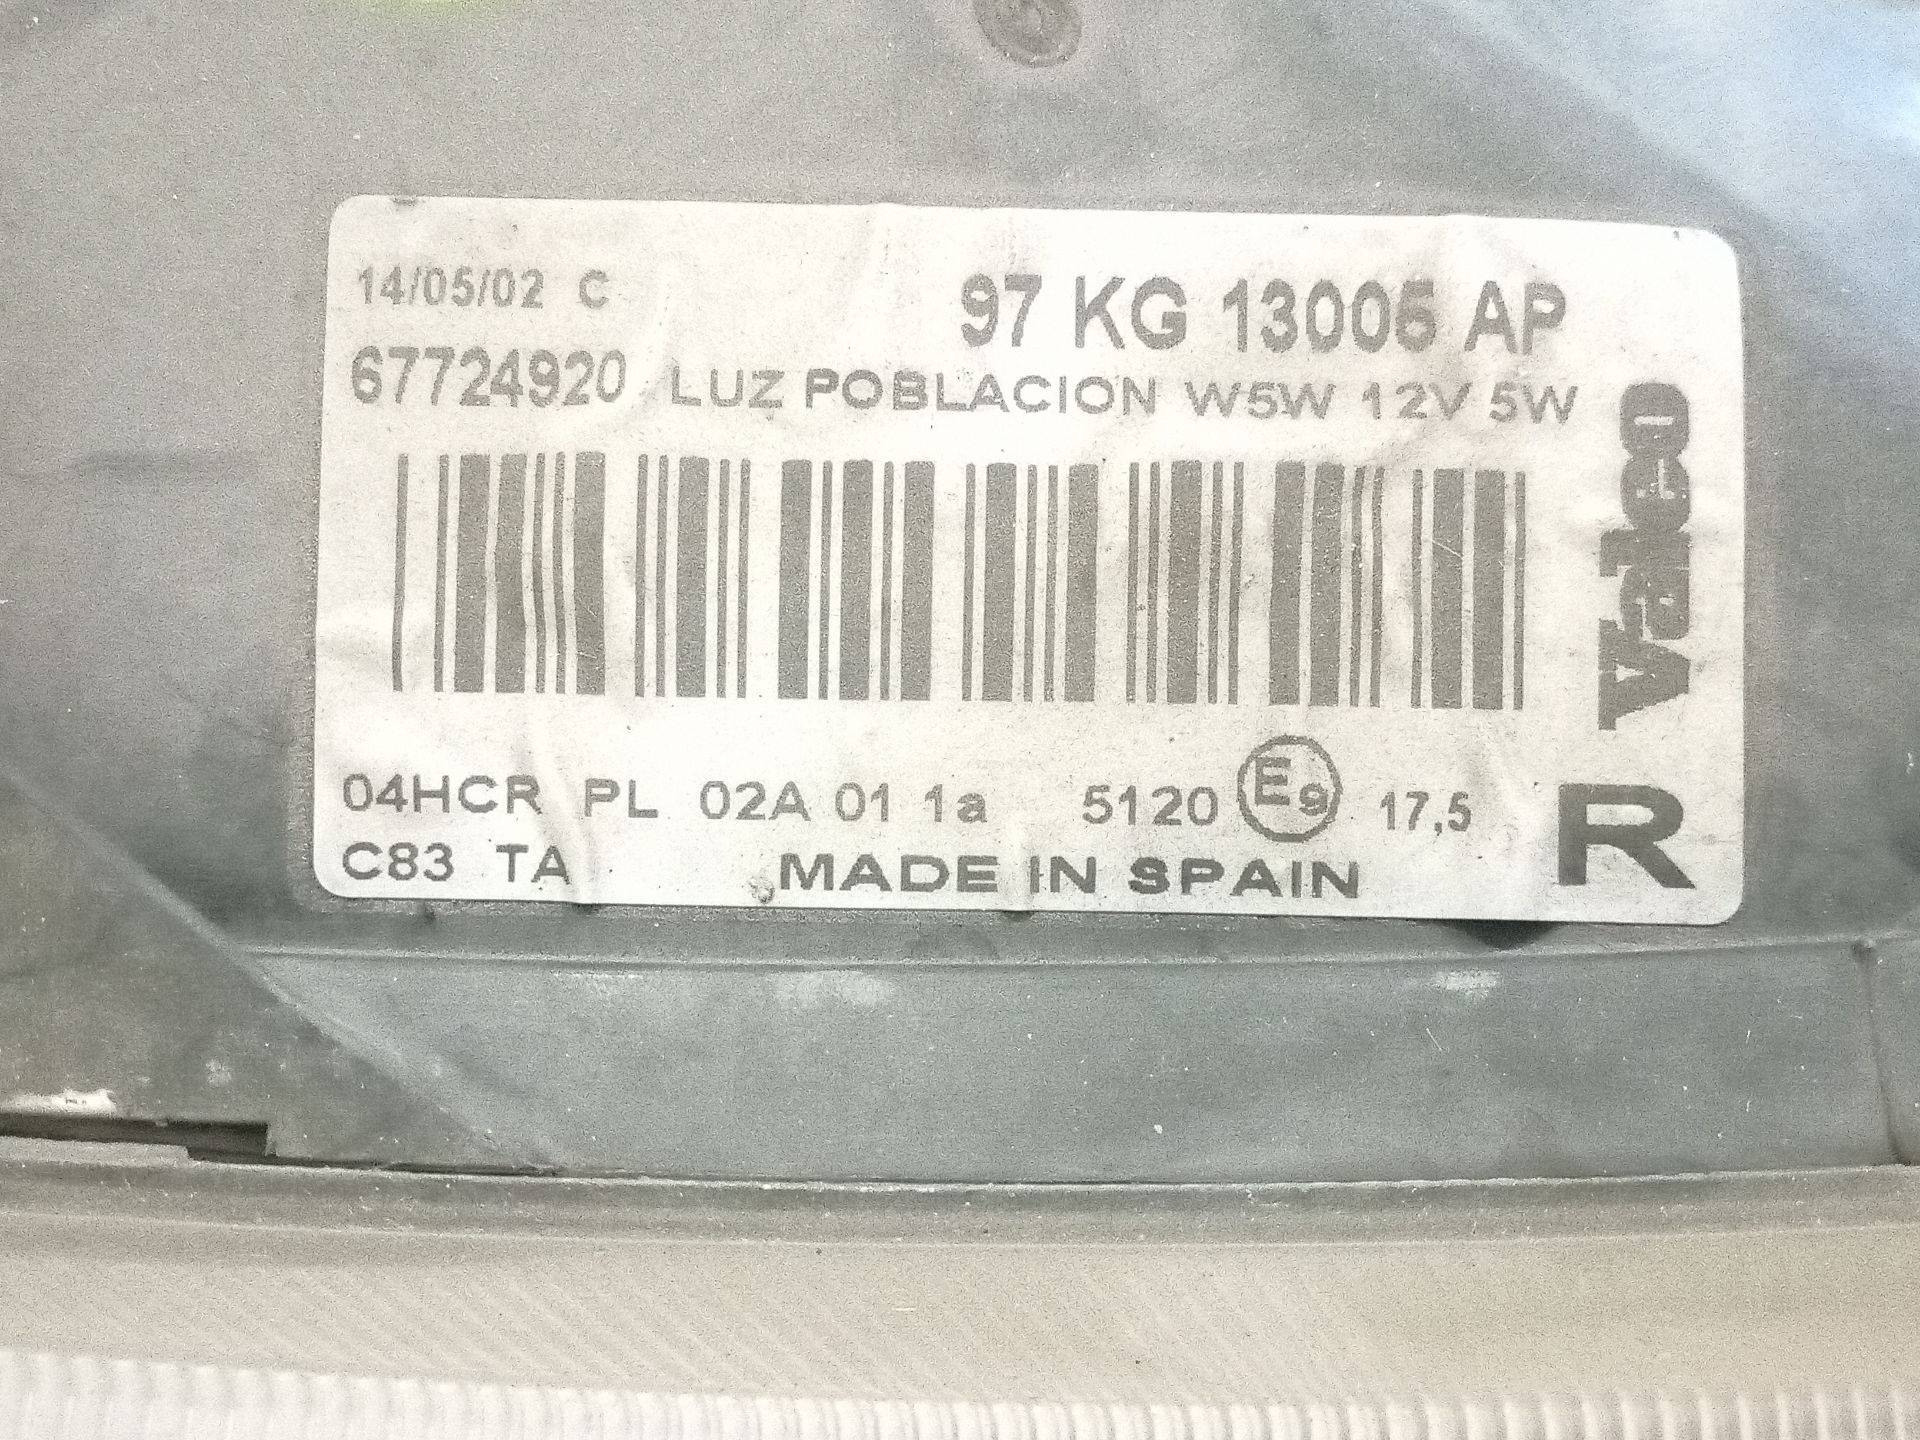 14/05/02 C
97 KG 13005 AP
67724920 LUZ POBLACION W5W 12V 5W
Valeo
04HCR PL 02A 01 1a 5120 E9 17,5
R
C83 TA MADE IN SPAIN